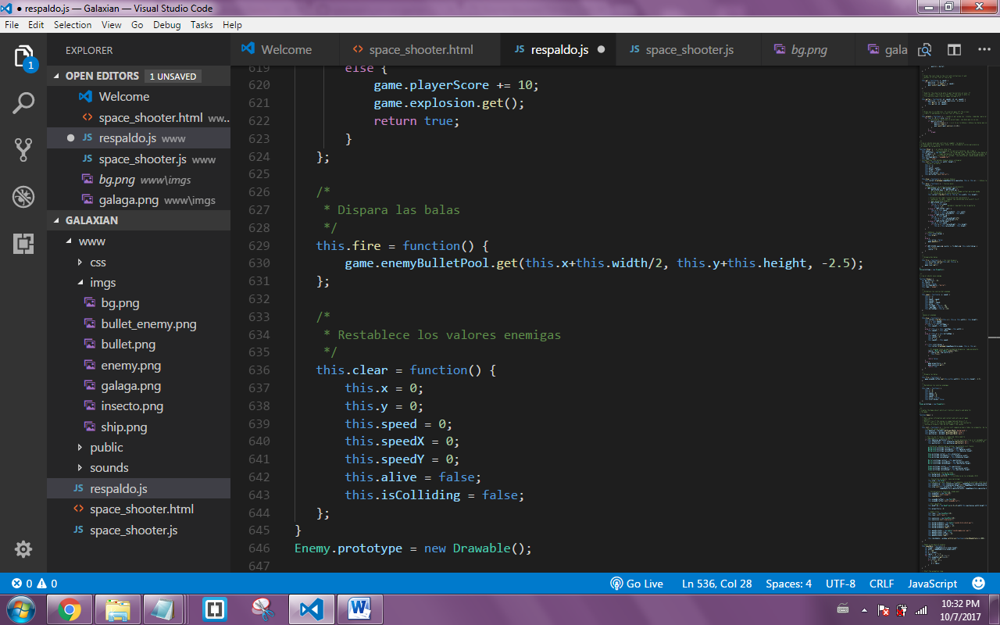 ● respaldo.js — Galaxian — Visual Studio Code
File Edit Selection View Go Debug Tasks Help
1
EXPLORER
OPEN EDITORS 1 UNSAVED
Welcome
<> space_shooter.html ww...
● JS respaldo.js www
JS space_shooter.js www
bg.png www\imgs
galaga.png www\imgs
GALAXIAN
www
css
imgs
bg.png
bullet_enemy.png
bullet.png
enemy.png
galaga.png
insecto.png
ship.png
public
sounds
JS respaldo.js
<> space_shooter.html
JS space_shooter.js
Welcome <> space_shooter.html JS respaldo.js ● JS space_shooter.js bg.png gala
619 else {
620 game.playerScore += 10;
621 game.explosion.get();
622 return true;
623 }
624 };
625
626 /*
627 * Dispara las balas
628 */
629 this.fire = function() {
630 game.enemyBulletPool.get(this.x+this.width/2, this.y+this.height, -2.5);
631 };
632
633 /*
634 * Restablece los valores enemigas
635 */
636 this.clear = function() {
637 this.x = 0;
638 this.y = 0;
639 this.speed = 0;
640 this.speedX = 0;
641 this.speedY = 0;
642 this.alive = false;
643 this.isColliding = false;
644 };
645 }
646 Enemy.prototype = new Drawable();
647
0 0 Go Live Ln 536, Col 28 Spaces: 4 UTF-8 CRLF JavaScript
10:32 PM
10/7/2017